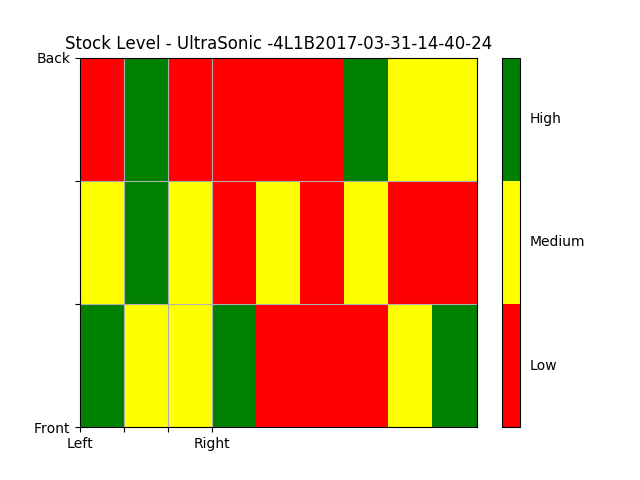 Stock Level - UltraSonic -4L1B2017-03-31-14-40-24
Back
High
Medium
Low
Front
Left Right